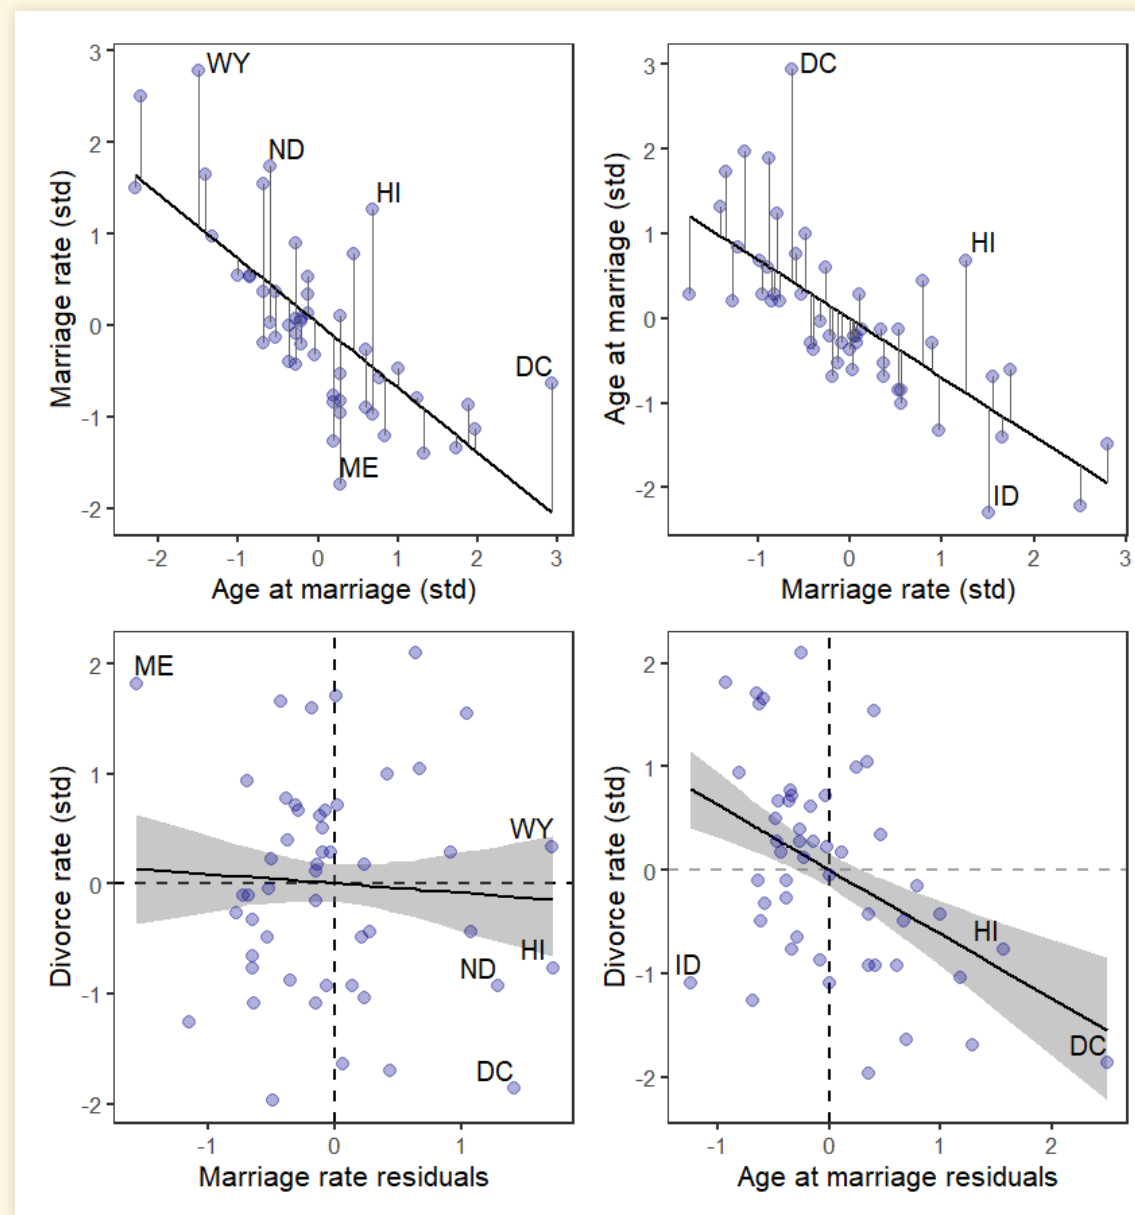 3
2
1
0
-1
-2
Marriage rate (std)
WY
ND
HI
DC
ME
-2 -1 0 1 2 3
Age at marriage (std)
3
2
1
0
-1
-2
Age at marriage (std)
DC
HI
ID
-1 0 1 2 3
Marriage rate (std)
2
1
0
-1
-2
Divorce rate (std)
ME
WY
HI
ND
DC
-1 0 1
Marriage rate residuals
2
1
0
-1
-2
Divorce rate (std)
HI
ID
DC
-1 0 1 2
Age at marriage residuals